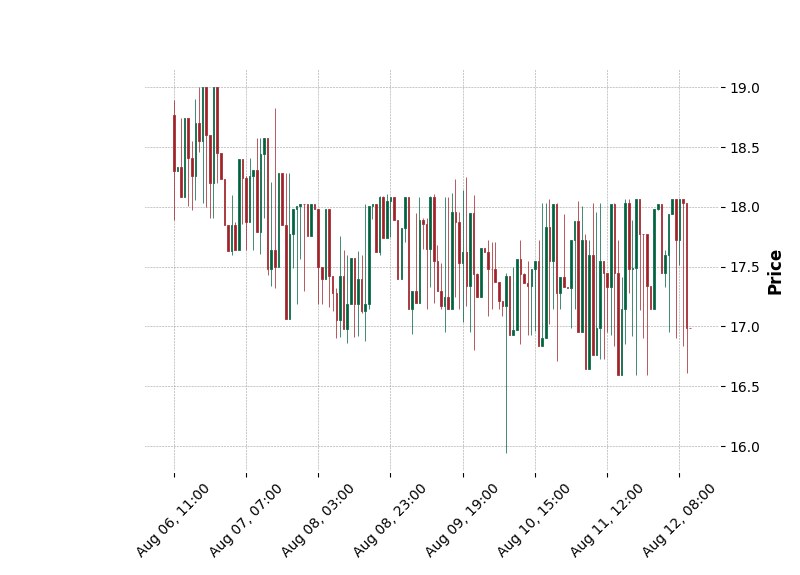 19.0
18.5
18.0
17.5
17.0
16.5
16.0
Price
Aug 06, 11:00
Aug 07, 07:00
Aug 08, 03:00
Aug 08, 23:00
Aug 09, 19:00
Aug 10, 15:00
Aug 11, 12:00
Aug 12, 08:00